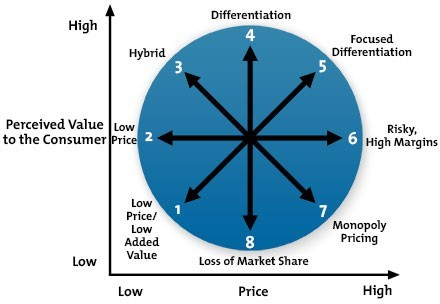 Differentiation
High
4
Focused
Differentiation
Hybrid
3
5
Perceived Value
to the Consumer
Low
Price
2
6
Risky,
High Margins
Low
Price/
Low
Added
Value
1
7
Monopoly
Pricing
8
Loss of Market Share
Low
Low
Price
High